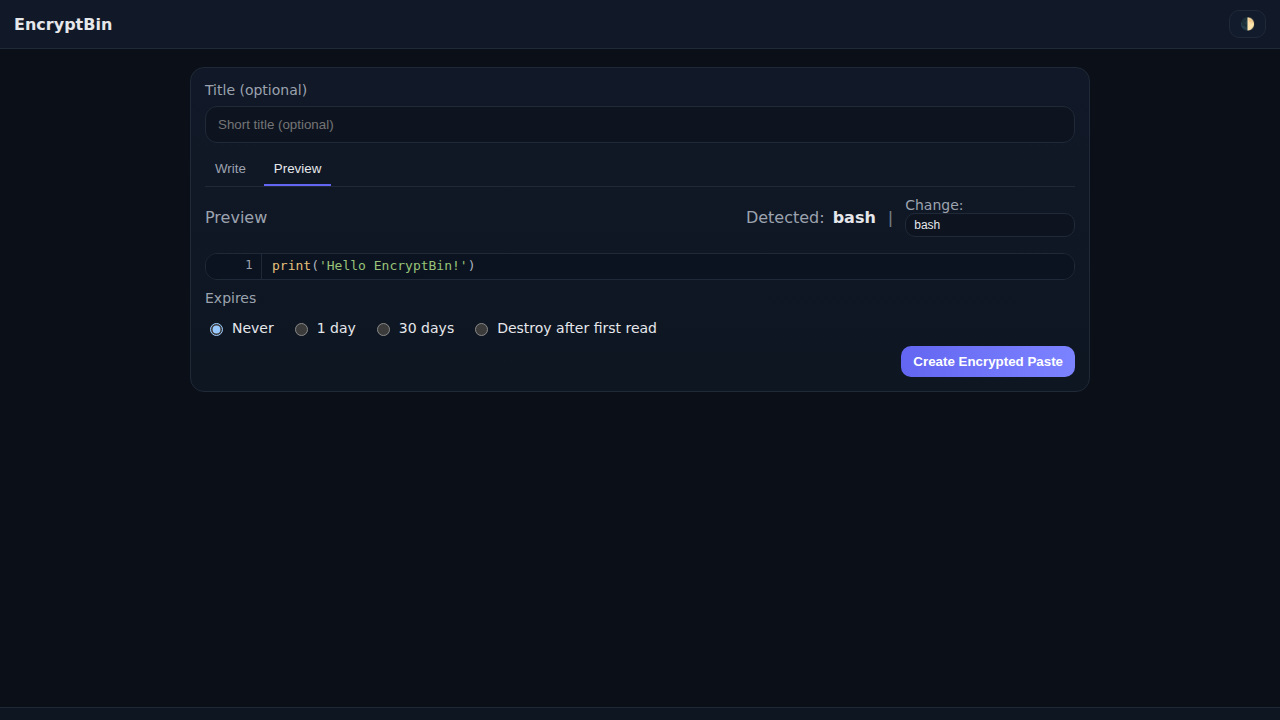 EncryptBin
Title (optional)
Short title (optional)
Write Preview
Preview Detected: bash | Change:
bash
1 print('Hello EncryptBin!')
Expires
Never 1 day 30 days Destroy after first read
Create Encrypted Paste